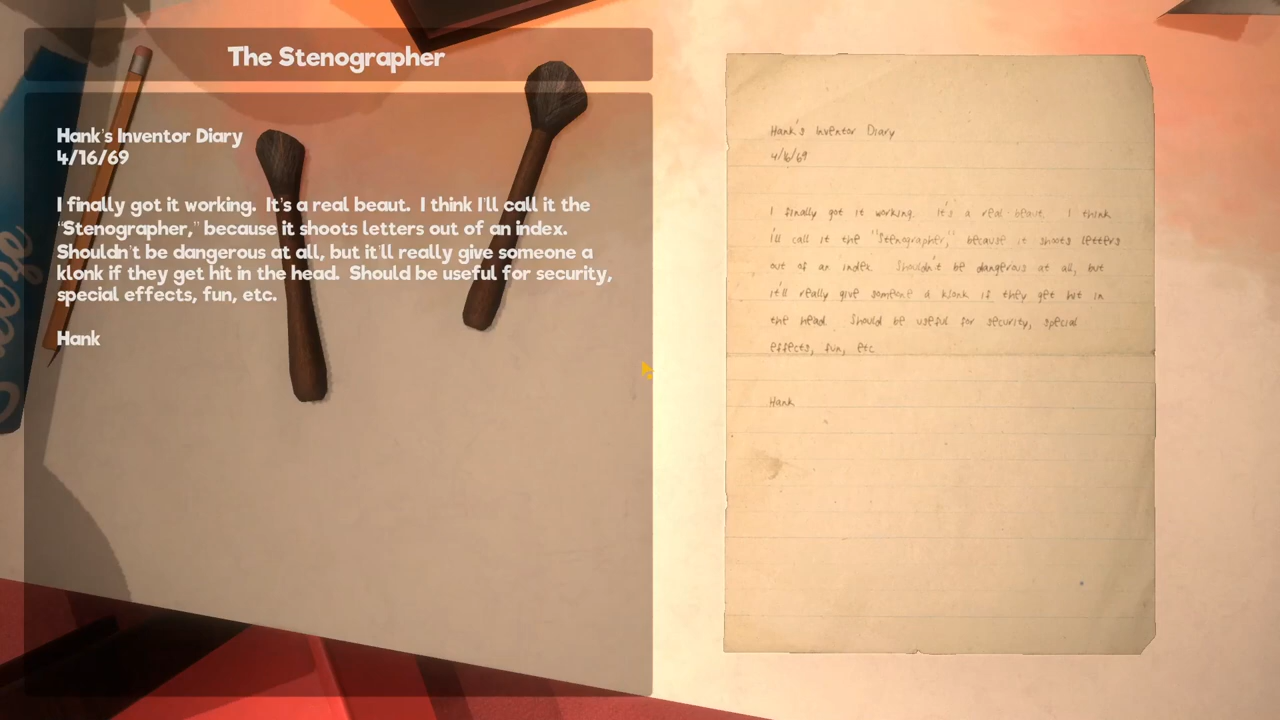 The Stenographer
Hank's Inventor Diary
4/16/69
I finally got it working.  It's a real beaut.  I think I'll call it the
"Stenographer," because it shoots letters out of an index.
Shouldn't be dangerous at all, but it'll really give someone a
klonk if they get hit in the head.  Should be useful for security,
special effects, fun, etc.
Hank
Hank's Inventor Diary
4/16/69
I finally got it working.  It's a real beaut.  I think
I'll call it the "Stenographer," because it shoots letters
out of an index.  Shouldn't be dangerous at all, but
it'll really give someone a klonk if they get hit in
the head.  Should be useful for security, special
effects, fun, etc.
Hank